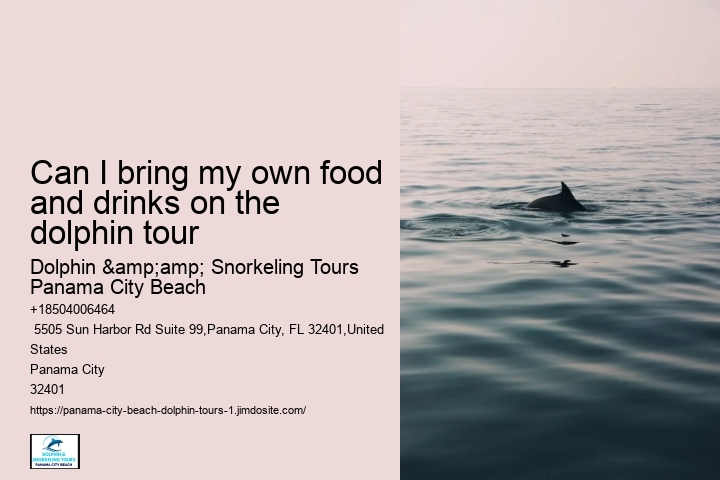 Can I bring my own food
and drinks on the
dolphin tour
Dolphin &amp;amp; Snorkeling Tours
Panama City Beach
+18504006464
5505 Sun Harbor Rd Suite 99,Panama City, FL 32401,United
States
Panama City
32401
https://panama-city-beach-dolphin-tours-1.jimdosite.com/
DOLPHIN &
SNORKELING TOURS
PANAMA CITY BEACH